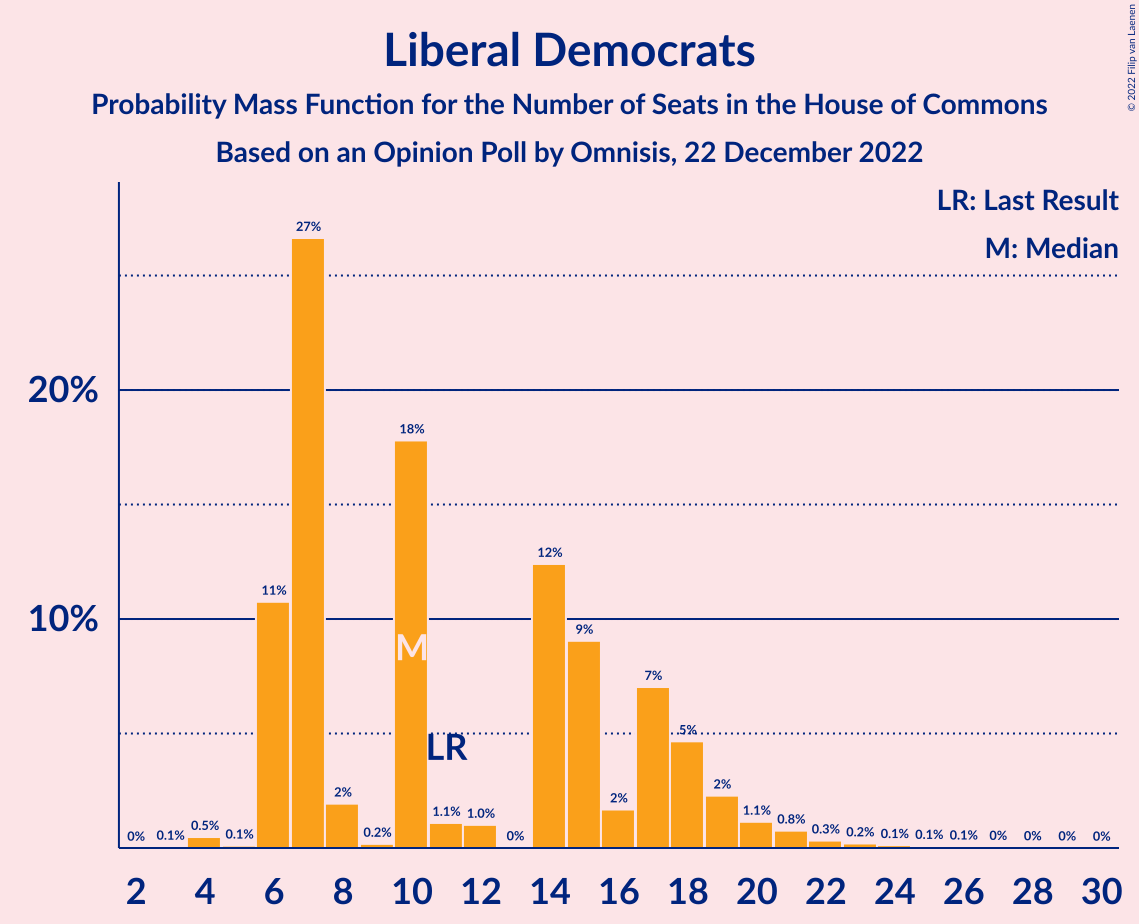 © 2022 Filip van Laenen
Liberal Democrats
Probability Mass Function for the Number of Seats in the House of Commons
Based on an Opinion Poll by Omnisis, 22 December 2022
LR: Last Result
M: Median
20%
10%
0% 0.1% 0.5% 0.1% 11% 27% 2% 0.2% 18% 1.1% 1.0% 0% 12% 9% 2% 7% 5% 2% 1.1% 0.8% 0.3% 0.2% 0.1% 0.1% 0.1% 0% 0% 0% 0%
M
LR
2 4 6 8 10 12 14 16 18 20 22 24 26 28 30